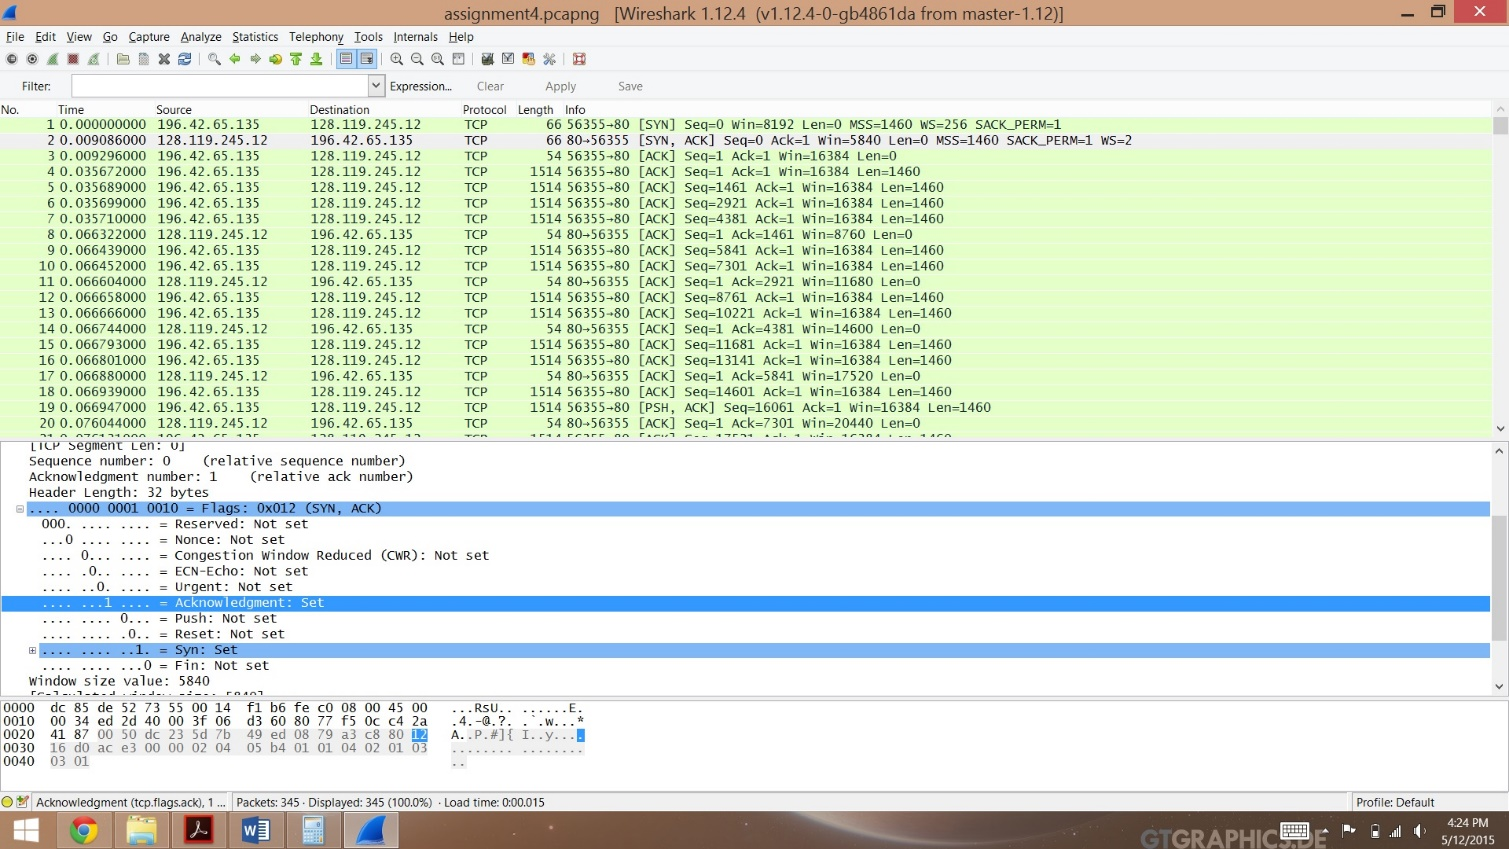 assignment4.pcapng   [Wireshark 1.12.4  (v1.12.4-0-gb4861da from master-1.12)]
File Edit View Go Capture Analyze Statistics Telephony Tools Internals Help
Filter: Expression... Clear Apply Save
No. Time Source Destination Protocol Length Info
1 0.000000000 196.42.65.135 128.119.245.12 TCP 66 56355→80 [SYN] Seq=0 Win=8192 Len=0 MSS=1460 WS=256 SACK_PERM=1
2 0.009086000 128.119.245.12 196.42.65.135 TCP 66 80→56355 [SYN, ACK] Seq=0 Ack=1 Win=5840 Len=0 MSS=1460 SACK_PERM=1 WS=2
3 0.009296000 196.42.65.135 128.119.245.12 TCP 54 56355→80 [ACK] Seq=1 Ack=1 Win=16384 Len=0
4 0.035672000 196.42.65.135 128.119.245.12 TCP 1514 56355→80 [ACK] Seq=1 Ack=1 Win=16384 Len=1460
5 0.035689000 196.42.65.135 128.119.245.12 TCP 1514 56355→80 [ACK] Seq=1461 Ack=1 Win=16384 Len=1460
6 0.035699000 196.42.65.135 128.119.245.12 TCP 1514 56355→80 [ACK] Seq=2921 Ack=1 Win=16384 Len=1460
7 0.035710000 196.42.65.135 128.119.245.12 TCP 1514 56355→80 [ACK] Seq=4381 Ack=1 Win=16384 Len=1460
8 0.066322000 128.119.245.12 196.42.65.135 TCP 54 80→56355 [ACK] Seq=1 Ack=1461 Win=8760 Len=0
9 0.066439000 196.42.65.135 128.119.245.12 TCP 1514 56355→80 [ACK] Seq=5841 Ack=1 Win=16384 Len=1460
10 0.066452000 196.42.65.135 128.119.245.12 TCP 1514 56355→80 [ACK] Seq=7301 Ack=1 Win=16384 Len=1460
11 0.066604000 128.119.245.12 196.42.65.135 TCP 54 80→56355 [ACK] Seq=1 Ack=2921 Win=11680 Len=0
12 0.066658000 196.42.65.135 128.119.245.12 TCP 1514 56355→80 [ACK] Seq=8761 Ack=1 Win=16384 Len=1460
13 0.066666000 196.42.65.135 128.119.245.12 TCP 1514 56355→80 [ACK] Seq=10221 Ack=1 Win=16384 Len=1460
14 0.066744000 128.119.245.12 196.42.65.135 TCP 54 80→56355 [ACK] Seq=1 Ack=4381 Win=14600 Len=0
15 0.066793000 196.42.65.135 128.119.245.12 TCP 1514 56355→80 [ACK] Seq=11681 Ack=1 Win=16384 Len=1460
16 0.066801000 196.42.65.135 128.119.245.12 TCP 1514 56355→80 [ACK] Seq=13141 Ack=1 Win=16384 Len=1460
17 0.066880000 128.119.245.12 196.42.65.135 TCP 54 80→56355 [ACK] Seq=1 Ack=5841 Win=17520 Len=0
18 0.066939000 196.42.65.135 128.119.245.12 TCP 1514 56355→80 [ACK] Seq=14601 Ack=1 Win=16384 Len=1460
19 0.066947000 196.42.65.135 128.119.245.12 TCP 1514 56355→80 [PSH, ACK] Seq=16061 Ack=1 Win=16384 Len=1460
20 0.076044000 128.119.245.12 196.42.65.135 TCP 54 80→56355 [ACK] Seq=1 Ack=7301 Win=20440 Len=0
[TCP Segment Len: 0]
Sequence number: 0    (relative sequence number)
Acknowledgment number: 1    (relative ack number)
Header Length: 32 bytes
.... 0000 0001 0010 = Flags: 0x012 (SYN, ACK)
000. .... .... = Reserved: Not set
...0 .... .... = Nonce: Not set
.... 0... .... = Congestion Window Reduced (CWR): Not set
.... .0.. .... = ECN-Echo: Not set
.... ..0. .... = Urgent: Not set
.... ...1 .... = Acknowledgment: Set
.... .... 0... = Push: Not set
.... .... .0.. = Reset: Not set
.... .... ..1. = Syn: Set
.... .... ...0 = Fin: Not set
Window size value: 5840
[Calculated window size: 5840]
0000  dc 85 de 52 73 55 00 14  f1 b6 fe c0 08 00 45 00   ...RsU.. ......E.
0010  00 34 ed 2d 40 00 3f 06  d3 60 80 77 f5 0c c4 2a   .4.-@.?. .`.w...*
0020  41 87 00 50 dc 23 5d 7b  49 ed 08 79 a3 c8 80 12   A..P.#]{ I..y....
0030  16 d0 ac e3 00 00 02 04  05 b4 01 01 04 02 01 03   ........ ........
0040  03 01   ..
Acknowledgment (tcp.flags.ack), 1 ... Packets: 345 · Displayed: 345 (100.0%) · Load time: 0:00.015 Profile: Default
GTGRAPHICS.DE
4:24 PM
5/12/2015